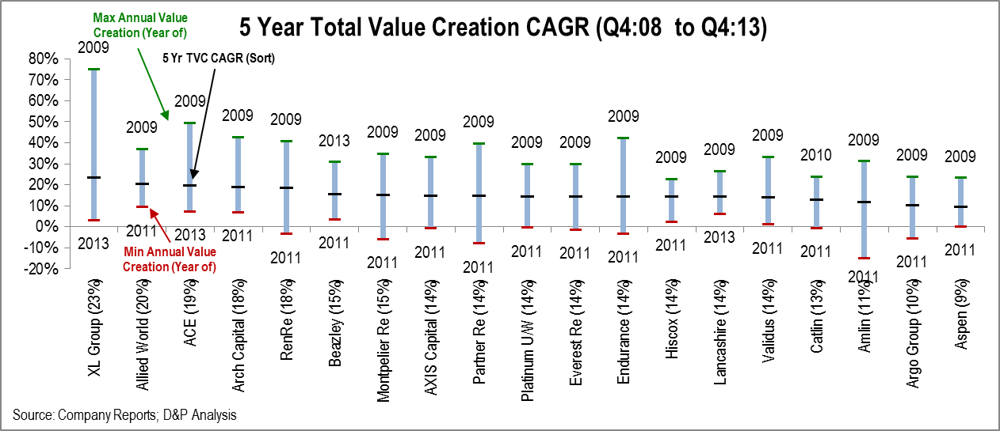 5 Year Total Value Creation CAGR (Q4:08 to Q4:13)
Max Annual Value
Creation (Year of)
5 Yr TVC CAGR (Sort)
80%
70%
60%
50%
40%
30%
20%
10%
0%
-10%
-20%
2009
2009
2009
2009
2009
2013
2009
2009
2009
2009
2009
2009
2009
2009
2009
2010
2009
2009
2009
2013
2011
2013
2011
2011
2011
2011
2011
2011
2011
2011
2011
2011
2013
2011
2011
2011
2011
2011
Min Annual Value
Creation (Year of)
XL Group (23%)
Allied World (20%)
ACE (19%)
Arch Capital (18%)
RenRe (18%)
Beazley (15%)
Montpelier Re (15%)
AXIS Capital (14%)
Partner Re (14%)
Platinum U/W (14%)
Everest Re (14%)
Endurance (14%)
Hiscox (14%)
Lancashire (14%)
Validus (14%)
Catlin (13%)
Amlin (11%)
Argo Group (10%)
Aspen (9%)
Source: Company Reports; D&P Analysis